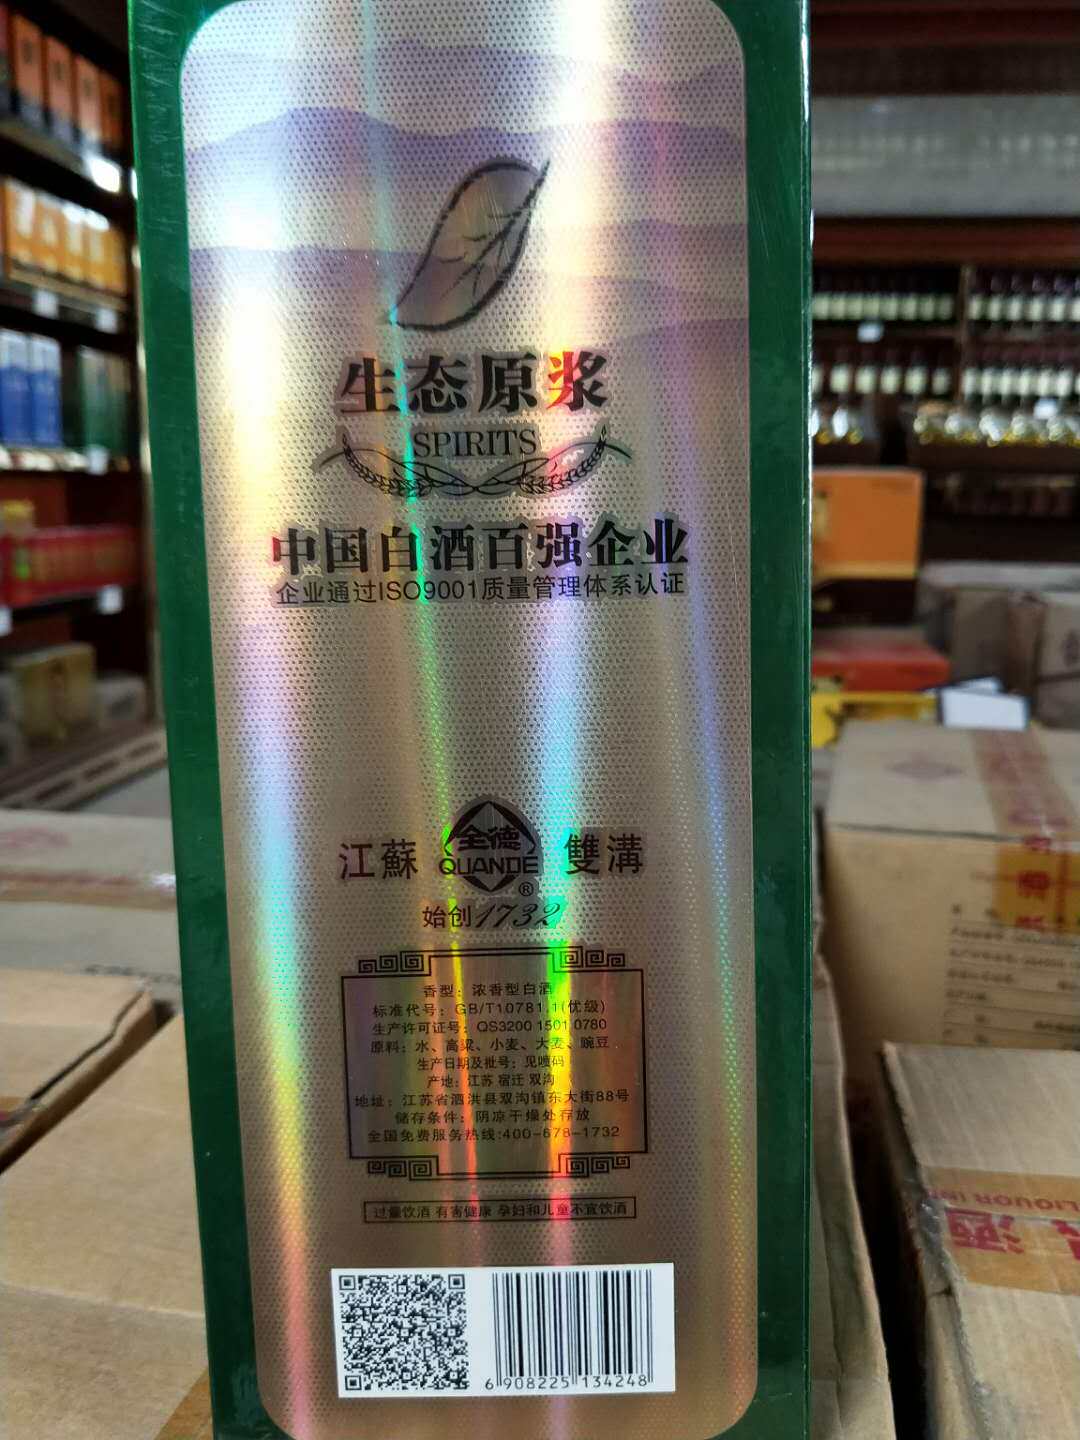 生态原浆
SPIRITS
中国白酒百强企业
企业通过ISO9001质量管理体系认证
江蘇 全德 雙溝
QUANDE
®
始创1732
香型：浓香型白酒
标准代号：GB/T10781.1(优级)
生产许可证号：QS3200 1501 0780
原料：水、高粱、小麦、大麦、豌豆
生产日期及批号：见喷码
产地：江苏 宿迁 双沟
地址：江苏省泗洪县双沟镇东大街88号
储存条件：阴凉干燥处存放
全国免费服务热线:400-678-1732
过量饮酒 有害健康 孕妇和儿童不宜饮酒
6 908225 134248
LIQUOR
酒